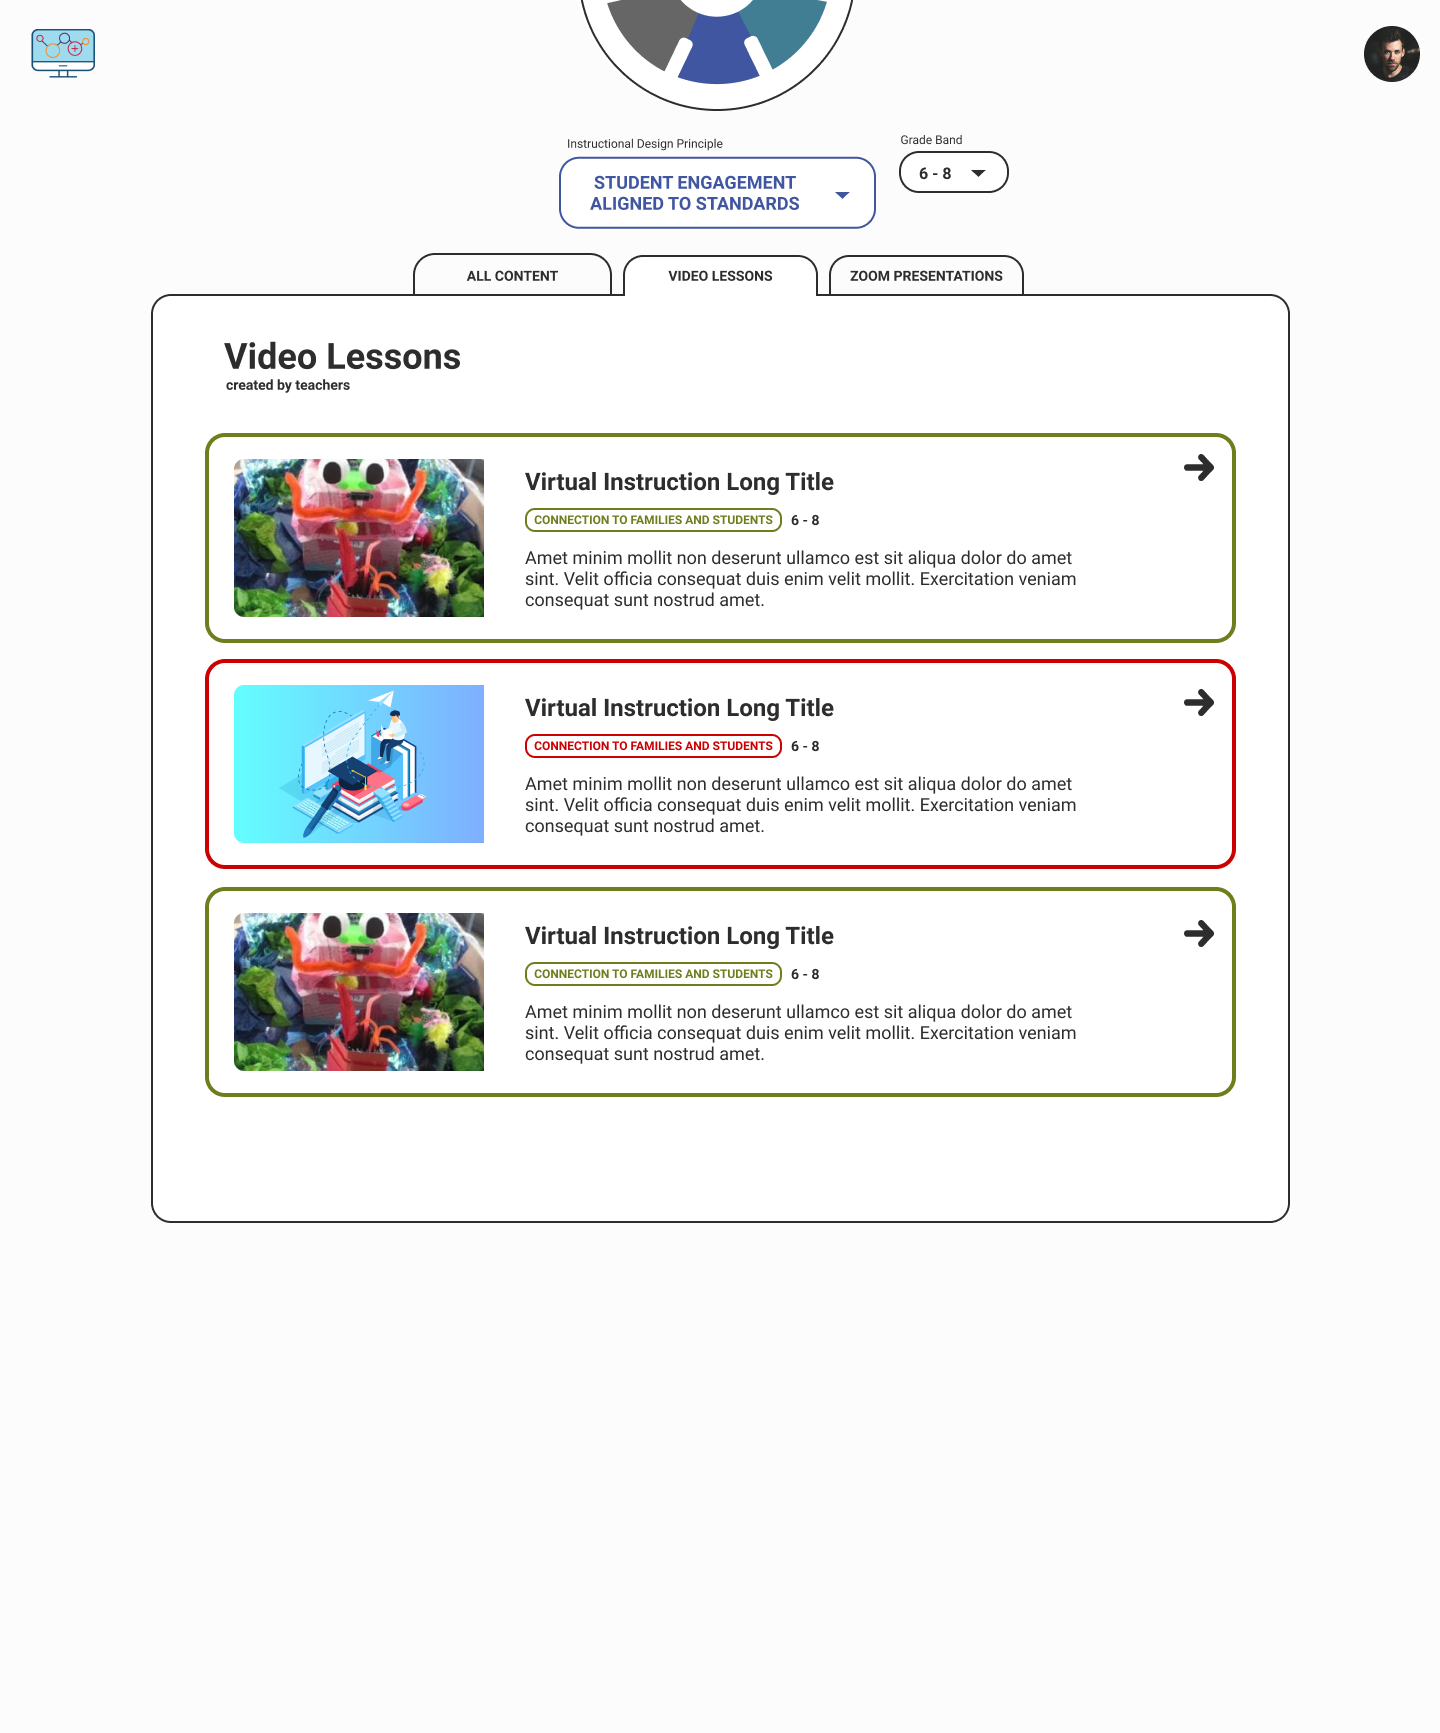 Instructional Design Principle
Grade Band
STUDENT ENGAGEMENT
ALIGNED TO STANDARDS
6 - 8
ALL CONTENT
VIDEO LESSONS
ZOOM PRESENTATIONS
Video Lessons
created by teachers
Virtual Instruction Long Title
CONNECTION TO FAMILIES AND STUDENTS
6 - 8
Amet minim mollit non deserunt ullamco est sit aliqua dolor do amet
sint. Velit officia consequat duis enim velit mollit. Exercitation veniam
consequat sunt nostrud amet.
Virtual Instruction Long Title
CONNECTION TO FAMILIES AND STUDENTS
6 - 8
Amet minim mollit non deserunt ullamco est sit aliqua dolor do amet
sint. Velit officia consequat duis enim velit mollit. Exercitation veniam
consequat sunt nostrud amet.
Virtual Instruction Long Title
CONNECTION TO FAMILIES AND STUDENTS
6 - 8
Amet minim mollit non deserunt ullamco est sit aliqua dolor do amet
sint. Velit officia consequat duis enim velit mollit. Exercitation veniam
consequat sunt nostrud amet.